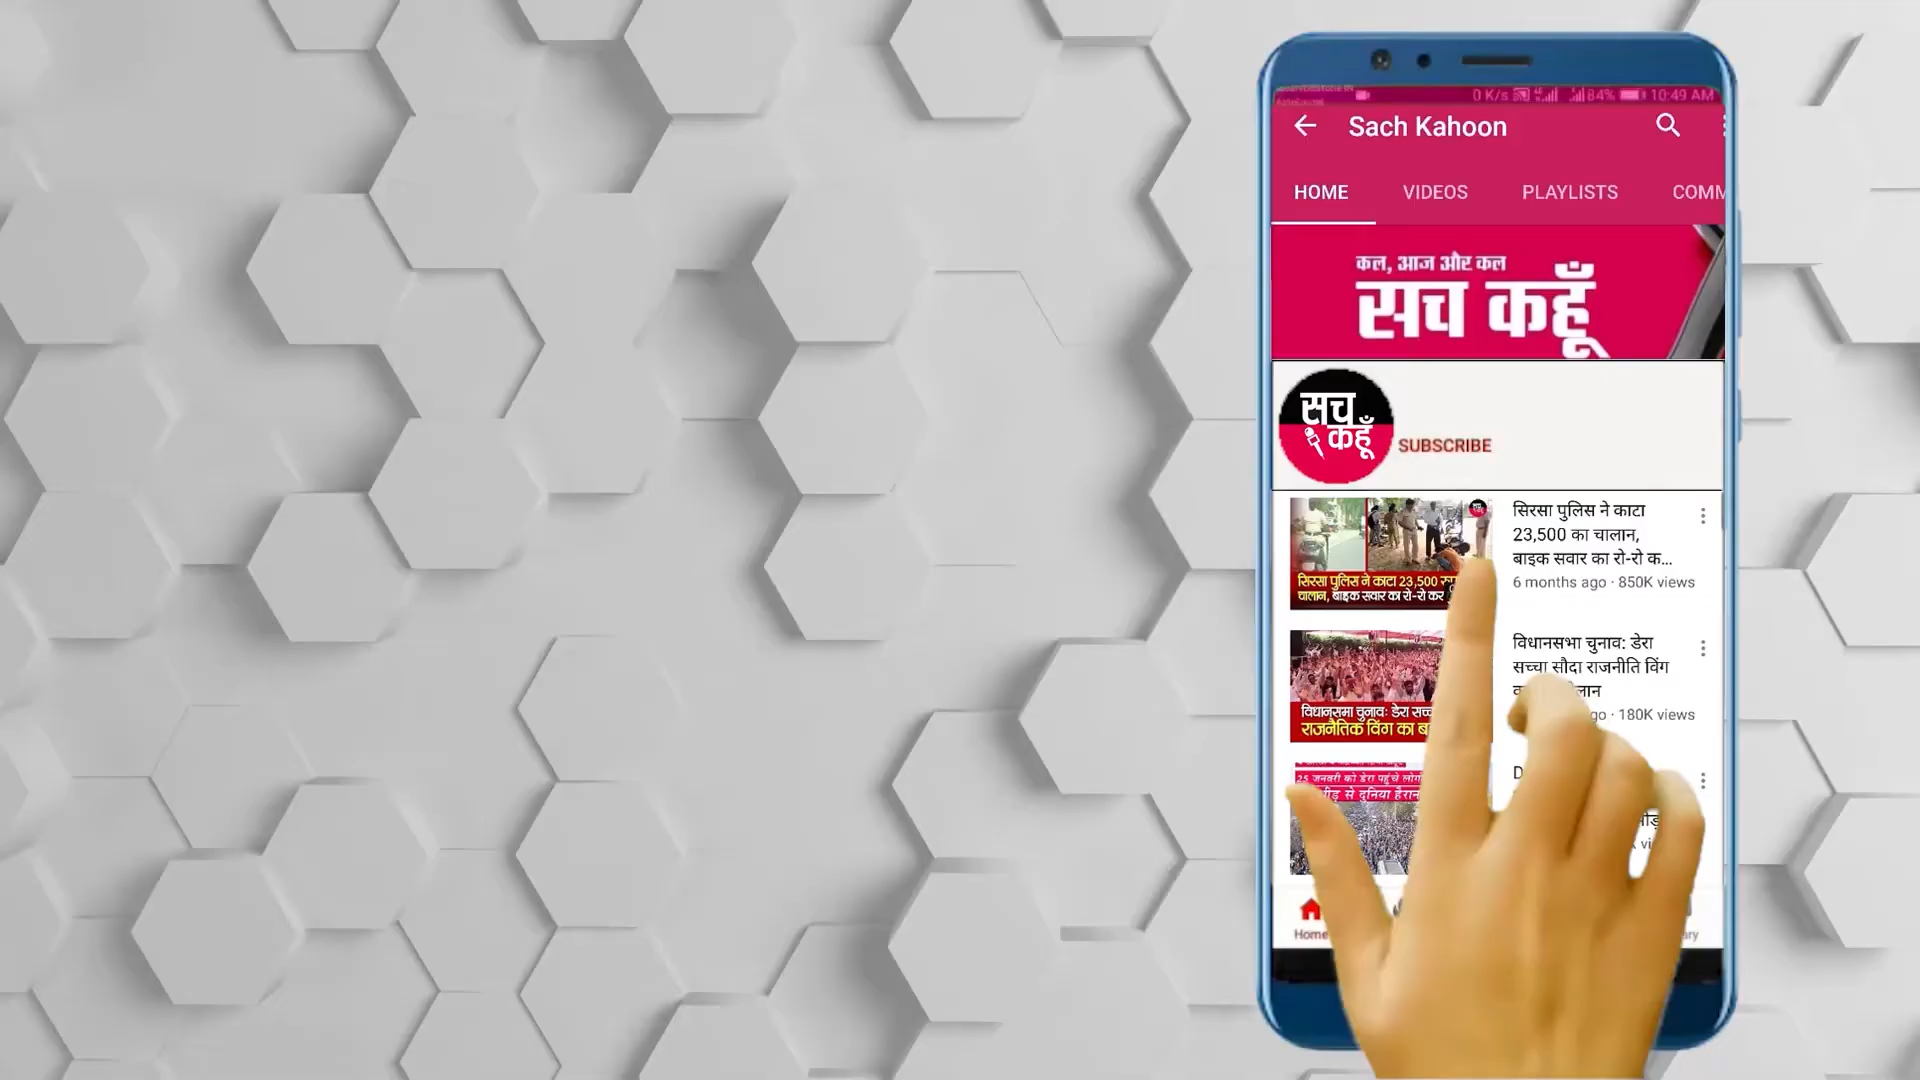 0 K/s 84% 10:49 AM
Sach Kahoon
HOME VIDEOS PLAYLISTS COMM
कल, आज और कल
सच कहूँ
सच
कहूँ
SUBSCRIBE
सिरसा पुलिस ने काटा 23,500
चालान, बाइक सवार का रो-रो कर
सिरसा पुलिस ने काटा
23,500 का चालान,
बाइक सवार का रो-रो क...
6 months ago · 850K views
विधानसभा चुनावः डेरा
राजनैतिक विंग का
विधानसभा चुनाव: डेरा
सच्चा सौदा राजनीति विंग
180K views
25 जनवरी को डेरा पहुंचे
से दुनिया हैरान
Home